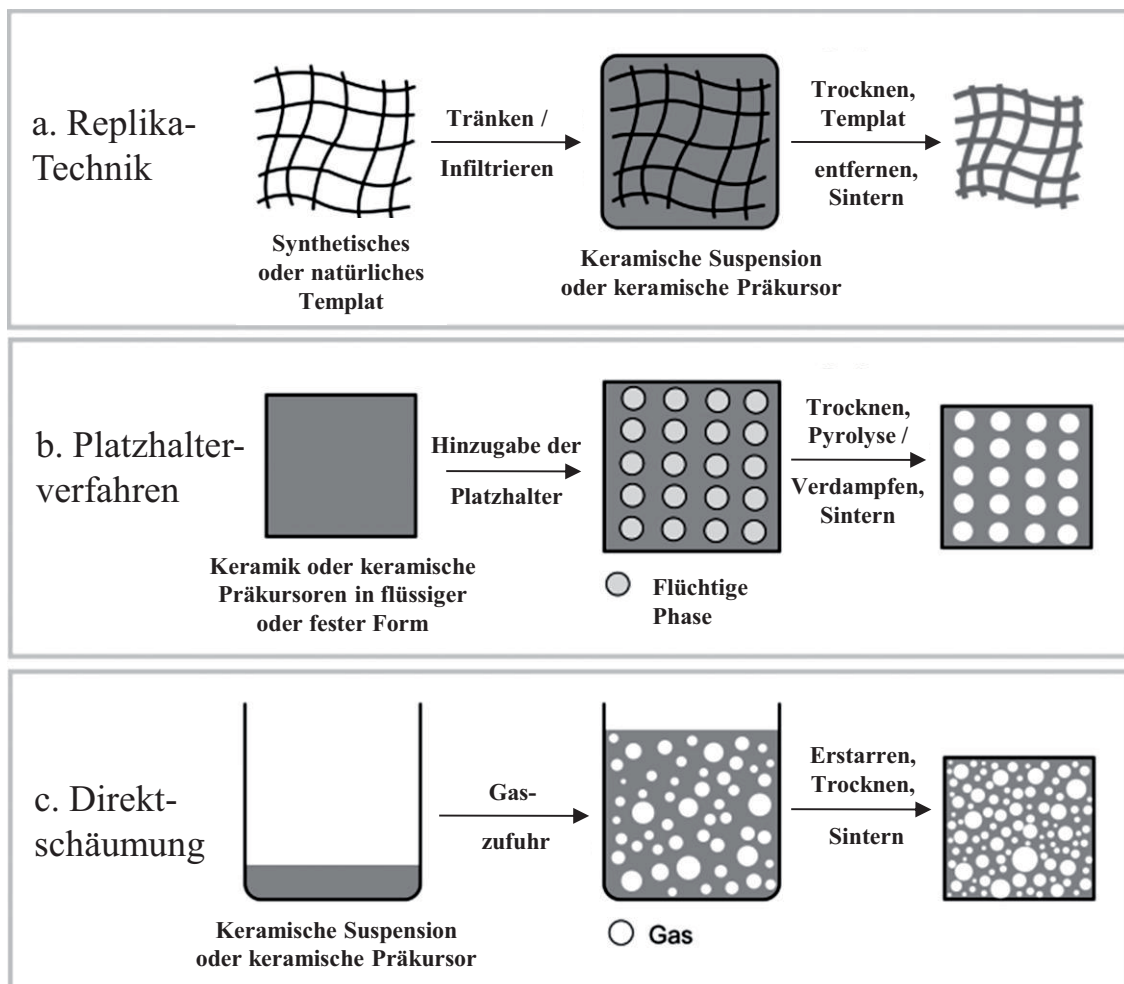 a. Replika-
Technik
Synthetisches
oder natürliches
Templat
Tränken /
Infiltrieren
Keramische Suspension
oder keramische Präkursor
Trocknen,
Templat
entfernen,
Sintern
b. Platzhalter-
verfahren
Keramik oder keramische
Präkursoren in flüssiger
oder fester Form
Hinzugabe der
Platzhalter
Flüchtige
Phase
Trocknen,
Pyrolyse /
Verdampfen,
Sintern
c. Direkt-
schäumung
Keramische Suspension
oder keramische Präkursor
Gas-
zufuhr
Gas
Erstarren,
Trocknen,
Sintern